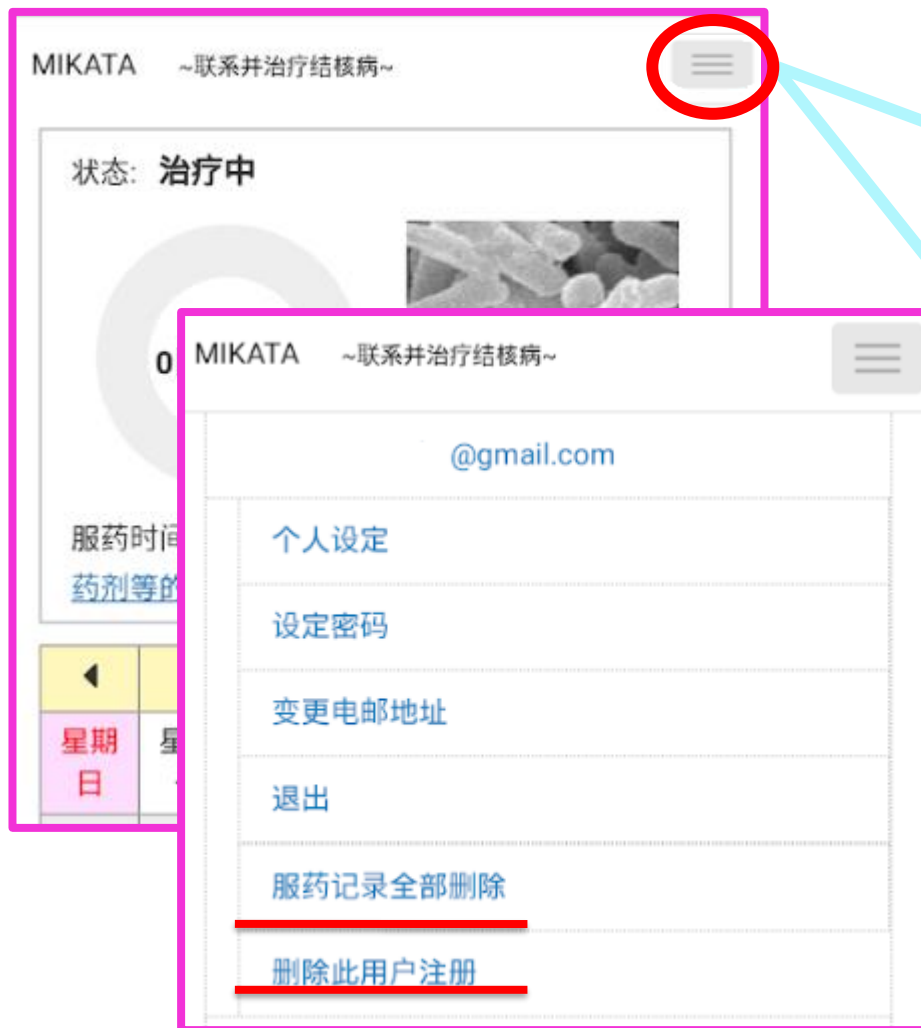 MIKATA ~联系并治疗结核病~
状态: 治疗中
0
服药时间
药剂等的
◀
星期日
MIKATA ~联系并治疗结核病~
@gmail.com
个人设定
设定密码
变更电邮地址
退出
服药记录全部删除
删除此用户注册